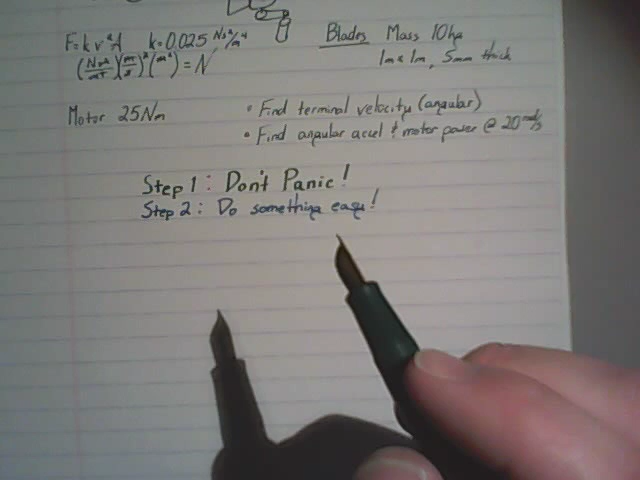 F = k v² A   k = 0.025 Ns²/m⁴   Blades   Mass 10kg
(Ns²/m⁴)(m/s)²(m²) = N   1m x 1m, 5mm thick
Motor 25Nm   • Find terminal velocity (angular)
• Find angular accel & motor power @ 20 rad/s
Step 1: Don't Panic!
Step 2: Do something easy!